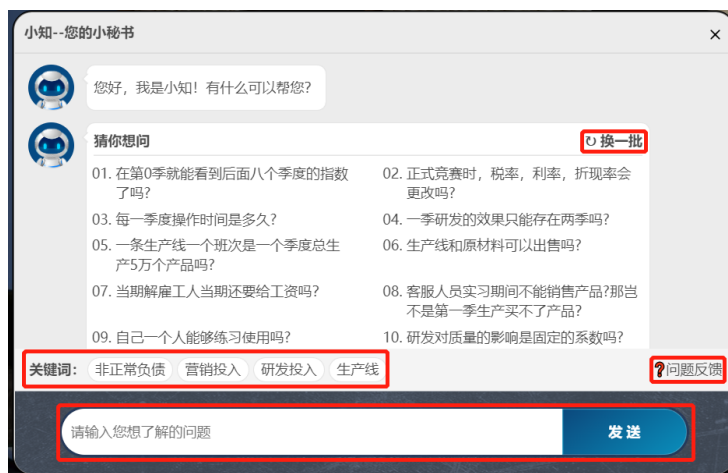 小知--您的小秘书
×
您好，我是小知！有什么可以帮您?
猜你想问
↻ 换一批
01. 在第0季就能看到后面八个季度的指数
了吗?
02. 正式竞赛时，税率，利率，折现率会
更改吗?
03. 每一季度操作时间是多久?
04. 一季研发的效果只能存在两季吗?
05. 一条生产线一个班次是一个季度总生
产5万个产品吗?
06. 生产线和原材料可以出售吗?
07. 当期解雇工人当期还要给工资吗?
08. 客服人员实习期间不能销售产品?那岂
不是第一季生产买不了产品?
09. 自己一个人能够练习使用吗?
10. 研发对质量的影响是固定的系数吗?
关键词： 非正常负债 营销投入 研发投入 生产线
?问题反馈
请输入您想了解的问题
发 送